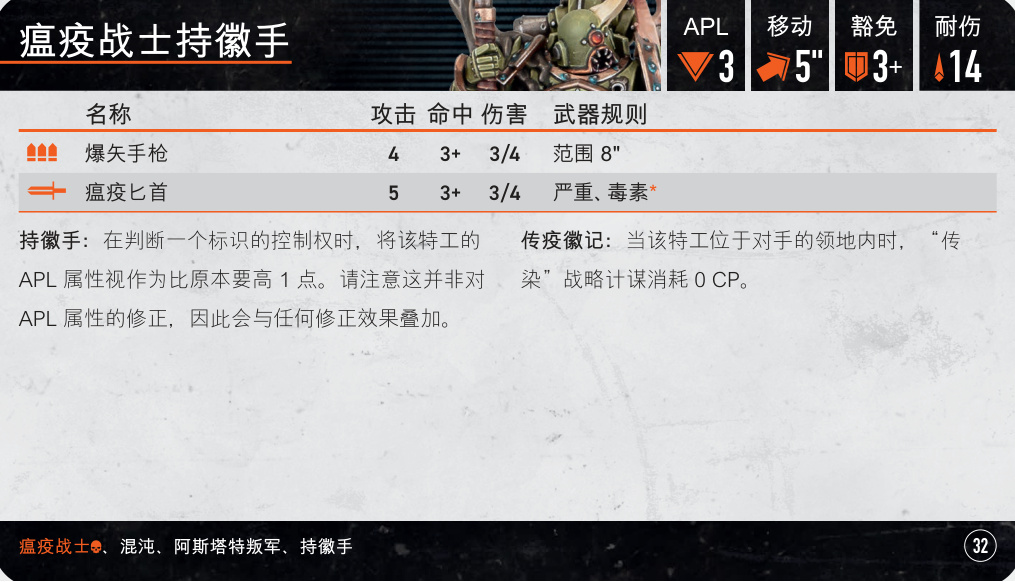 瘟疫战士持徽手
APL 移动 豁免 耐伤
3 5" 3+ 14
名称 攻击 命中 伤害 武器规则
爆矢手枪 4 3+ 3/4 范围 8"
瘟疫匕首 5 3+ 3/4 严重、毒素*
持徽手：在判断一个标识的控制权时，将该特工的
APL 属性视作为比原本要高 1 点。请注意这并非对
APL 属性的修正，因此会与任何修正效果叠加。
传疫徽记：当该特工位于对手的领地内时，“传
染”战略计谋消耗 0 CP。
瘟疫战士、混沌、阿斯塔特叛军、持徽手
32